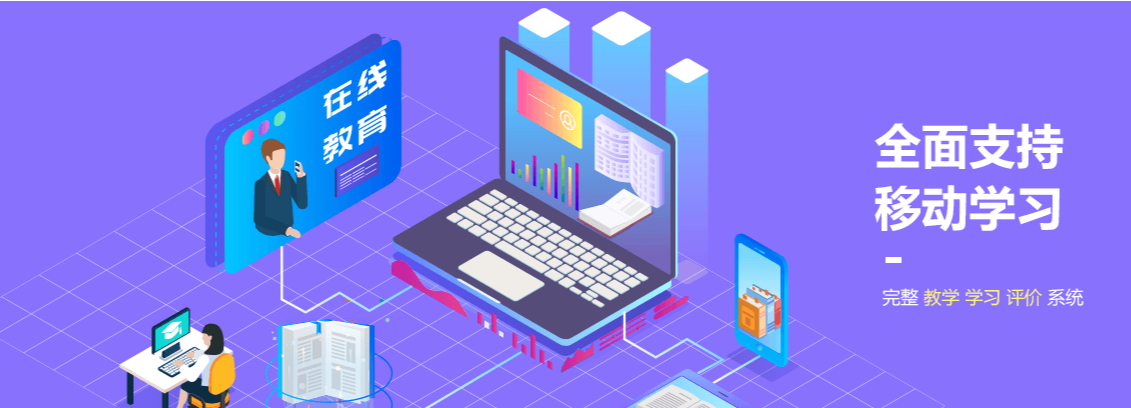 在线
教育
全面支持
移动学习
-
完整 教学 学习 评价 系统